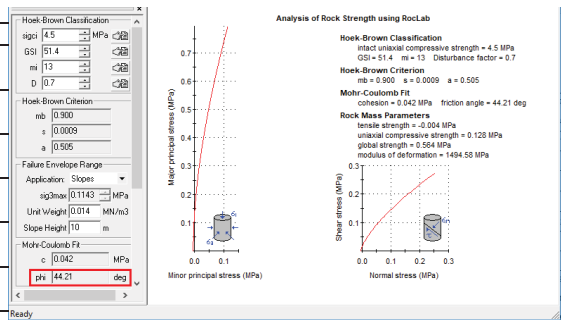 Hoek-Brown Classification
sigci 4.5 MPa
GSI 51.4
mi 13
D 0.7
Hoek-Brown Criterion
mb 0.900
s 0.0009
a 0.505
Failure Envelope Range
Application: Slopes
sig3max 0.1143 MPa
Unit Weight 0.014 MN/m3
Slope Height 10 m
Mohr-Coulomb Fit
c 0.042 MPa
phi 44.21 deg
Ready
Analysis of Rock Strength using RocLab
Hoek-Brown Classification
intact uniaxial compressive strength = 4.5 MPa
GSI = 51.4 mi = 13 Disturbance factor = 0.7
Hoek-Brown Criterion
mb = 0.900 s = 0.0009 a = 0.505
Mohr-Coulomb Fit
cohesion = 0.042 MPa friction angle = 44.21 deg
Rock Mass Parameters
tensile strength = -0.004 MPa
uniaxial compressive strength = 0.128 MPa
global strength = 0.564 MPa
modulus of deformation = 1494.58 MPa
Major principal stress (MPa)
0.7
0.6
0.5
0.4
0.3
0.2
0.1
0.0 0.1
Minor principal stress (MPa)
Shear stress (MPa)
0.3
0.2
0.1
0.0 0.1 0.2 0.3
Normal stress (MPa)